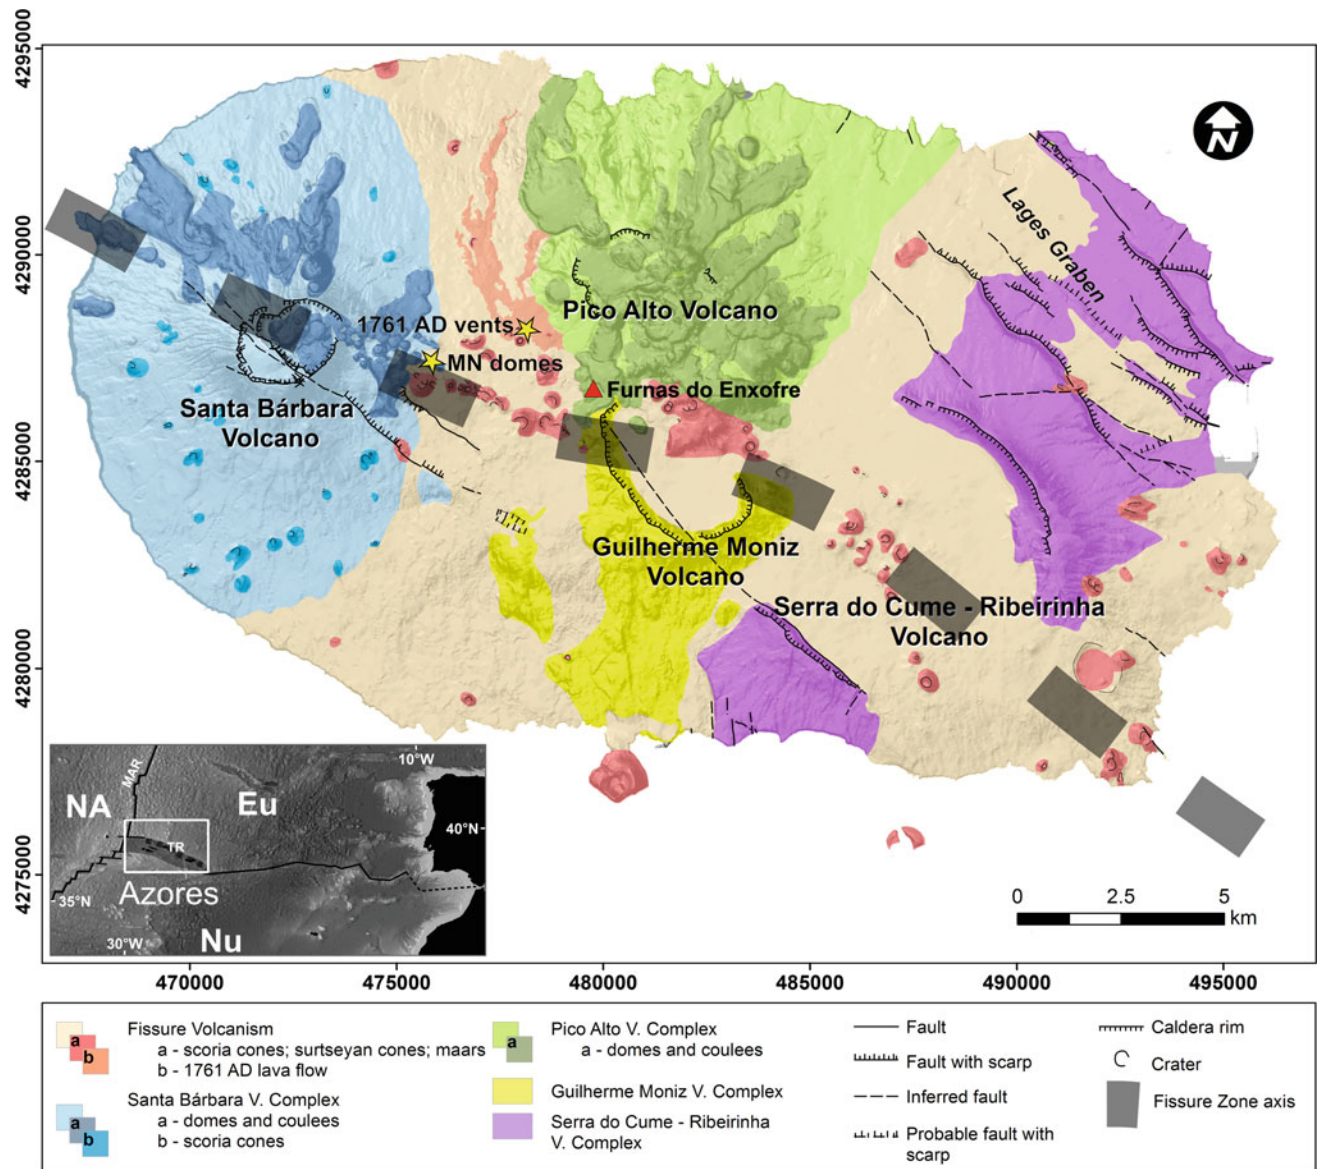 4295000
4290000
4285000
4280000
4275000
N
Lages Graben
Pico Alto Volcano
1761 AD vents
MN domes
Furnas do Enxofre
Santa Bárbara
Volcano
Guilherme Moniz
Volcano
Serra do Cume - Ribeirinha
Volcano
10°W
MAR
NA
Eu
40°N
TR
Azores
35°N
30°W
Nu
0
2.5
5
km
470000
475000
480000
485000
490000
495000
Fissure Volcanism
a
a - scoria cones; surtseyan cones; maars
b
b - 1761 AD lava flow
Santa Bárbara V. Complex
a
a - domes and coulees
b
b - scoria cones
Pico Alto V. Complex
a
a - domes and coulees
Guilherme Moniz V. Complex
Serra do Cume - Ribeirinha
V. Complex
Fault
Fault with scarp
Inferred fault
Probable fault with
scarp
Caldera rim
Crater
Fissure Zone axis